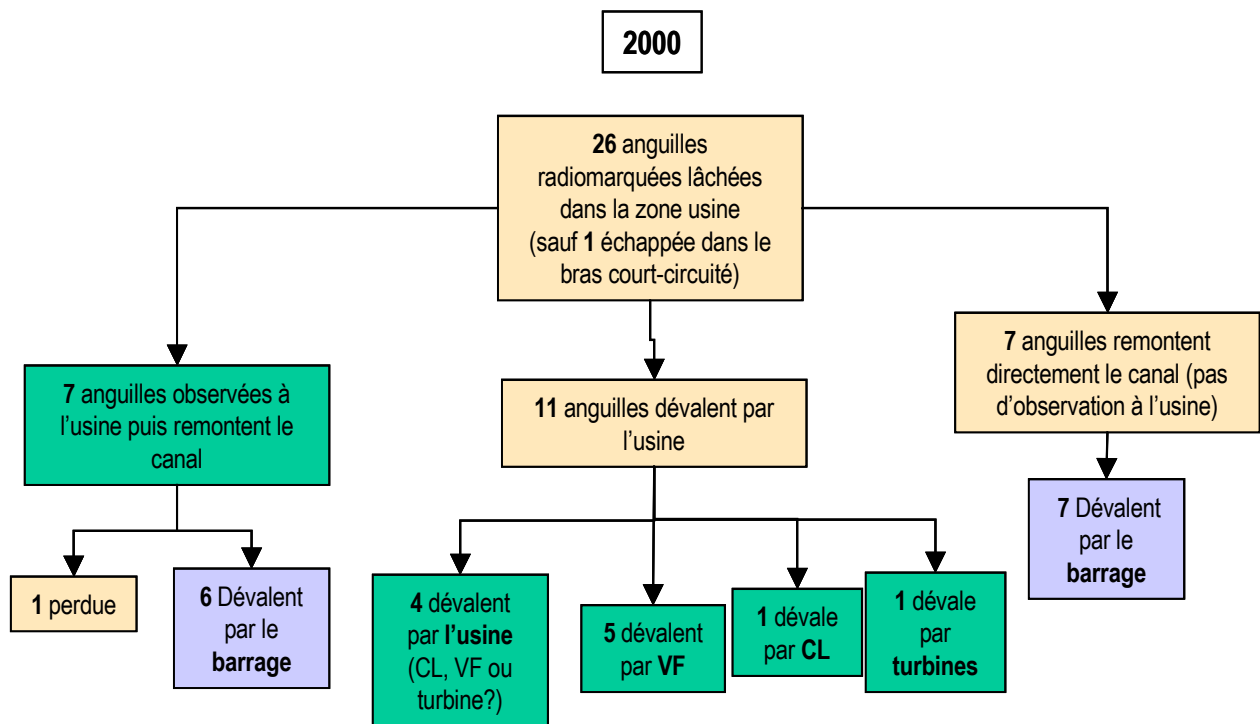 2000
26 anguilles
radiomarquées lâchées
dans la zone usine
(sauf 1 échappée dans le
bras court-circuité)
7 anguilles observées à
l'usine puis remontent le
canal
11 anguilles dévalent par
l'usine
7 anguilles remontent
directement le canal (pas
d'observation à l'usine)
1 perdue
6 Dévalent
par le
barrage
4 dévalent
par l'usine
(CL, VF ou
turbine?)
5 dévalent
par VF
1 dévale
par CL
1 dévale
par
turbines
7 Dévalent
par le
barrage